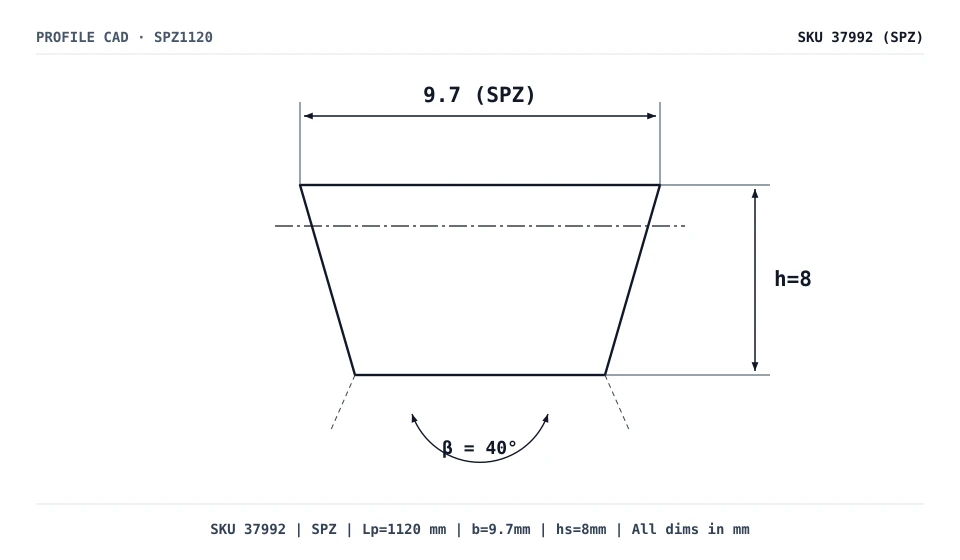 PROFILE CAD · SPZ1120
SKU 37992 (SPZ)
9.7 (SPZ)
h=8
β = 40°
SKU 37992 | SPZ | Lp=1120 mm | b=9.7mm | hs=8mm | All dims in mm